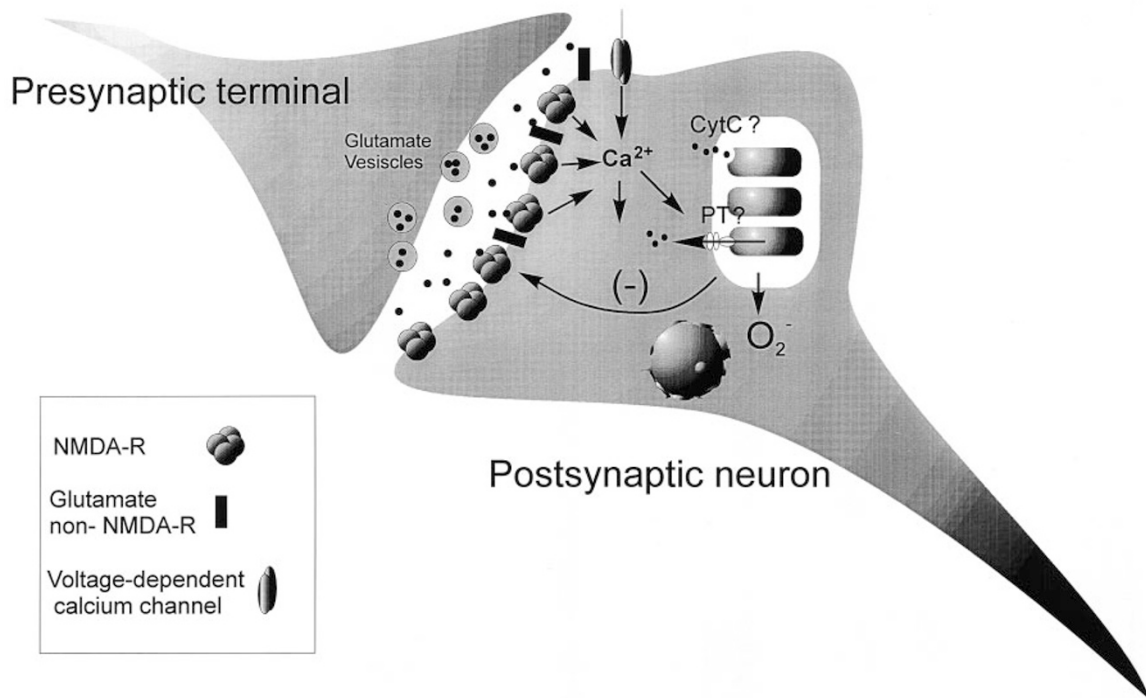 Presynaptic terminal
Glutamate
Vesiscles
Ca²⁺
CytC ?
PT?
(-)
O₂⁻
Postsynaptic neuron
NMDA-R
Glutamate
non- NMDA-R
Voltage-dependent
calcium channel